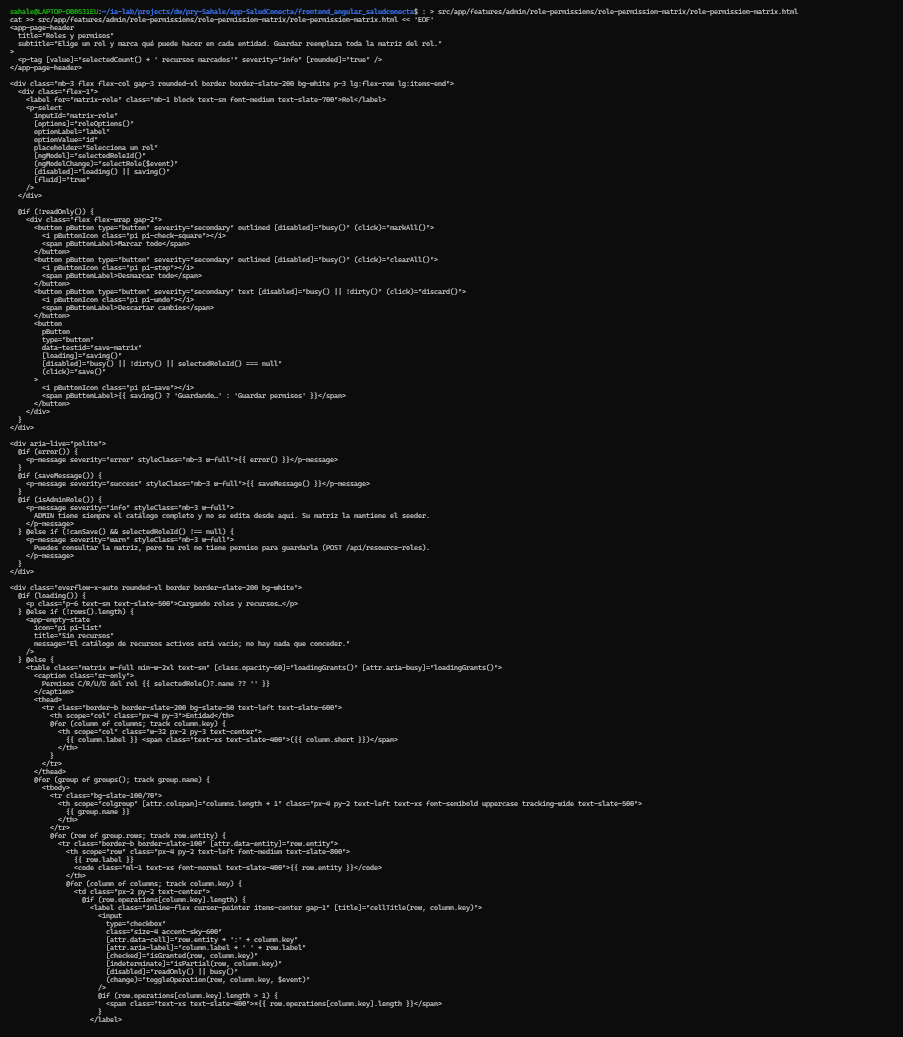 sahale@LAPTOP-DB0531EU:~/ia-lab/projects/dw/pry-Sahale/app-SaludConecta/frontend_angular_saludconecta$ : > src/app/features/admin/role-permissions/role-permission-matrix/role-permission-matrix.html
cat >> src/app/features/admin/role-permissions/role-permission-matrix/role-permission-matrix.html << 'EOF'
<app-page-header
  title="Roles y permisos"
  subtitle="Elige un rol y marca qué puede hacer en cada entidad. Guardar reemplaza toda la matriz del rol."
>
  <p-tag [value]="selectedCount() + ' recursos marcados'" severity="info" [rounded]="true" />
</app-page-header>

<div class="mb-3 flex flex-col gap-3 rounded-xl border border-slate-200 bg-white p-3 lg:flex-row lg:items-end">
  <div class="flex-1">
    <label for="matrix-role" class="mb-1 block text-sm font-medium text-slate-700">Rol</label>
    <p-select
      inputId="matrix-role"
      [options]="roleOptions()"
      optionLabel="label"
      optionValue="id"
      placeholder="Selecciona un rol"
      [ngModel]="selectedRoleId()"
      (ngModelChange)="selectRole($event)"
      [disabled]="loading() || saving()"
      [fluid]="true"
    />
  </div>

  @if (!readOnly()) {
    <div class="flex flex-wrap gap-2">
      <button pButton type="button" severity="secondary" outlined [disabled]="busy()" (click)="markAll()">
        <i pButtonIcon class="pi pi-check-square"></i>
        <span pButtonLabel>Marcar todo</span>
      </button>
      <button pButton type="button" severity="secondary" outlined [disabled]="busy()" (click)="clearAll()">
        <i pButtonIcon class="pi pi-stop"></i>
        <span pButtonLabel>Desmarcar todo</span>
      </button>
      <button pButton type="button" severity="secondary" text [disabled]="busy() || !dirty()" (click)="discard()">
        <i pButtonIcon class="pi pi-undo"></i>
        <span pButtonLabel>Descartar cambios</span>
      </button>
      <button
        pButton
        type="button"
        data-testid="save-matrix"
        [loading]="saving()"
        [disabled]="busy() || !dirty() || selectedRoleId() === null"
        (click)="save()"
      >
        <i pButtonIcon class="pi pi-save"></i>
        <span pButtonLabel>{{ saving() ? 'Guardando…' : 'Guardar permisos' }}</span>
      </button>
    </div>
  }
</div>

<div aria-live="polite">
  @if (error()) {
    <p-message severity="error" styleClass="mb-3 w-full">{{ error() }}</p-message>
  }
  @if (saveMessage()) {
    <p-message severity="success" styleClass="mb-3 w-full">{{ saveMessage() }}</p-message>
  }
  @if (isAdminRole()) {
    <p-message severity="info" styleClass="mb-3 w-full">
      ADMIN tiene siempre el catálogo completo y no se edita desde aquí. Su matriz la mantiene el seeder.
    </p-message>
  } @else if (!canSave() && selectedRoleId() !== null) {
    <p-message severity="warn" styleClass="mb-3 w-full">
      Puedes consultar la matriz, pero tu rol no tiene permiso para guardarla (POST /api/resource-roles).
    </p-message>
  }
</div>

<div class="overflow-x-auto rounded-xl border border-slate-200 bg-white">
  @if (loading()) {
    <p class="p-6 text-sm text-slate-500">Cargando roles y recursos…</p>
  } @else if (!rows().length) {
    <app-empty-state
      icon="pi pi-list"
      title="Sin recursos"
      message="El catálogo de recursos activos está vacío; no hay nada que conceder."
    />
  } @else {
    <table class="matrix w-full min-w-2xl text-sm" [class.opacity-60]="loadingGrants()" [attr.aria-busy]="loadingGrants()">
      <caption class="sr-only">
        Permisos C/R/U/D del rol {{ selectedRole()?.name ?? '' }}
      </caption>
      <thead>
        <tr class="border-b border-slate-200 bg-slate-50 text-left text-slate-600">
          <th scope="col" class="px-4 py-3">Entidad</th>
          @for (column of columns; track column.key) {
            <th scope="col" class="w-32 px-2 py-3 text-center">
              {{ column.label }} <span class="text-xs text-slate-400">({{ column.short }})</span>
            </th>
          }
        </tr>
      </thead>
      @for (group of groups(); track group.name) {
        <tbody>
          <tr class="bg-slate-100/70">
            <th scope="colgroup" [attr.colspan]="columns.length + 1" class="px-4 py-2 text-left text-xs font-semibold uppercase tracking-wide text-slate-500">
              {{ group.name }}
            </th>
          </tr>
          @for (row of group.rows; track row.entity) {
            <tr class="border-b border-slate-100" [attr.data-entity]="row.entity">
              <th scope="row" class="px-4 py-2 text-left font-medium text-slate-800">
                {{ row.label }}
                <code class="ml-1 text-xs font-normal text-slate-400">{{ row.entity }}</code>
              </th>
              @for (column of columns; track column.key) {
                <td class="px-2 py-2 text-center">
                  @if (row.operations[column.key].length) {
                    <label class="inline-flex cursor-pointer items-center gap-1" [title]="cellTitle(row, column.key)">
                      <input
                        type="checkbox"
                        class="size-4 accent-sky-600"
                        [attr.data-cell]="row.entity + ':' + column.key"
                        [attr.aria-label]="column.label + ' ' + row.label"
                        [checked]="isGranted(row, column.key)"
                        [indeterminate]="isPartial(row, column.key)"
                        [disabled]="readOnly() || busy()"
                        (change)="toggleOperation(row, column.key, $event)"
                      />
                      @if (row.operations[column.key].length > 1) {
                        <span class="text-xs text-slate-400">×{{ row.operations[column.key].length }}</span>
                      }
                    </label>